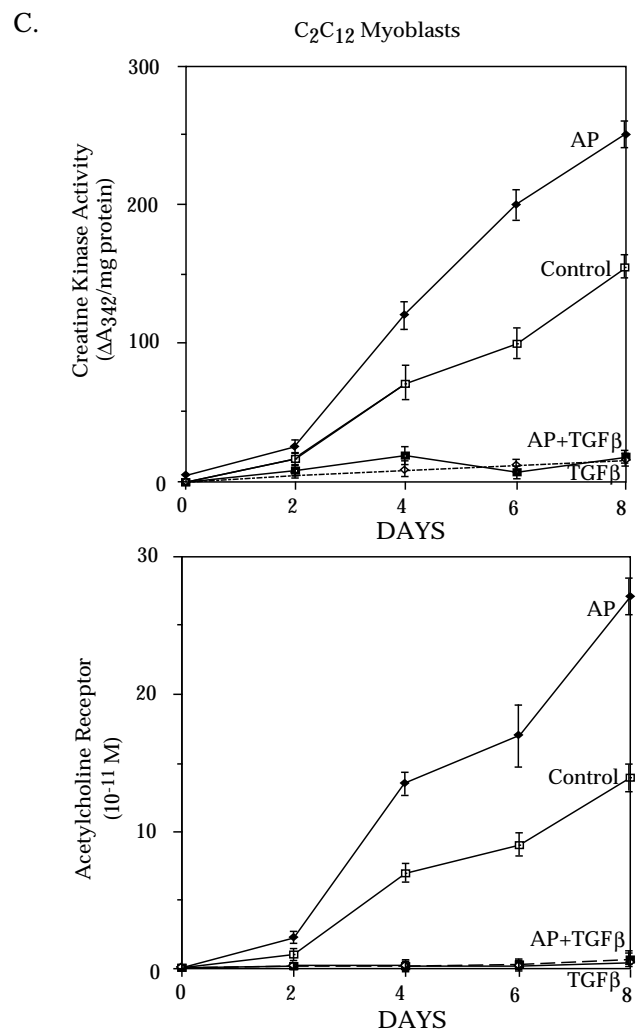 C.
C₂C₁₂ Myoblasts
Creatine Kinase Activity
(ΔA₃₄₂/mg protein)
300
200
100
0
AP
Control
AP+TGFβ
TGFβ
0 2 4 6 8
DAYS
Acetylcholine Receptor
(10⁻¹¹ M)
30
20
10
0
AP
Control
AP+TGFβ
TGFβ
0 2 4 6 8
DAYS